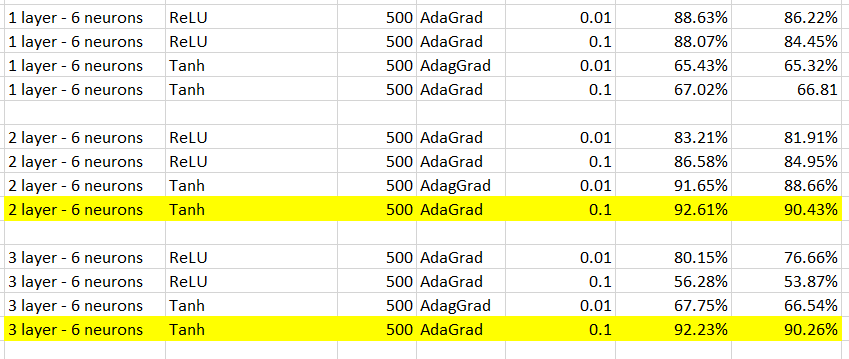 1 layer - 6 neurons ReLU 500 AdaGrad 0.01 88.63% 86.22%
1 layer - 6 neurons ReLU 500 AdaGrad 0.1 88.07% 84.45%
1 layer - 6 neurons Tanh 500 AdagGrad 0.01 65.43% 65.32%
1 layer - 6 neurons Tanh 500 AdaGrad 0.1 67.02% 66.81
2 layer - 6 neurons ReLU 500 AdaGrad 0.01 83.21% 81.91%
2 layer - 6 neurons ReLU 500 AdaGrad 0.1 86.58% 84.95%
2 layer - 6 neurons Tanh 500 AdagGrad 0.01 91.65% 88.66%
2 layer - 6 neurons Tanh 500 AdaGrad 0.1 92.61% 90.43%
3 layer - 6 neurons ReLU 500 AdaGrad 0.01 80.15% 76.66%
3 layer - 6 neurons ReLU 500 AdaGrad 0.1 56.28% 53.87%
3 layer - 6 neurons Tanh 500 AdagGrad 0.01 67.75% 66.54%
3 layer - 6 neurons Tanh 500 AdaGrad 0.1 92.23% 90.26%